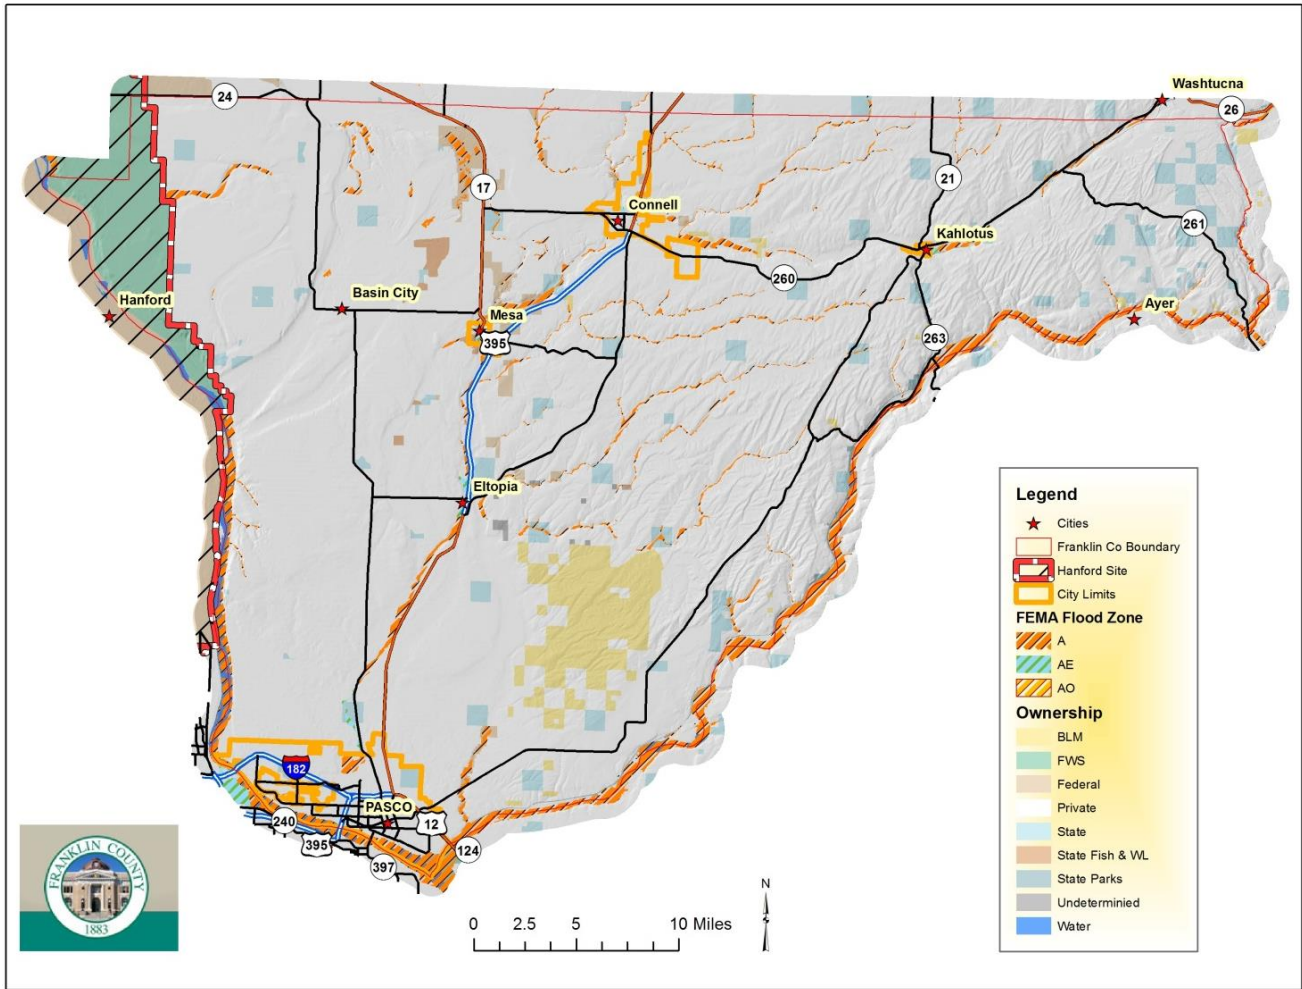 Washtucna
24
26
17
21
Connell
261
Kahlotus
260
Basin City
Hanford
Mesa
Ayer
395
263
Eltopia
Legend
Cities
Franklin Co Boundary
Hanford Site
City Limits
FEMA Flood Zone
A
AE
AO
Ownership
BLM
FWS
Federal
Private
State
State Fish & WL
State Parks
Undeterminied
Water
182
PASCO
240
12
395
124
397
FRANKLIN COUNTY
1883
N
0 2.5 5 10 Miles